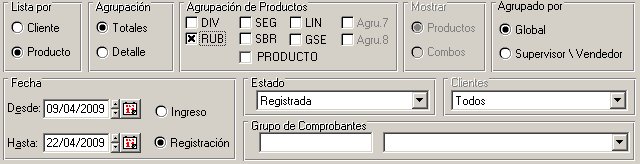 Lista por
Cliente
Producto
Agrupación
Totales
Detalle
Agrupación de Productos
DIV SEG LIN Agru.7
RUB SBR GSE Agru.8
PRODUCTO
Mostrar
Productos
Combos
Agrupado por
Global
Supervisor \ Vendedor
Fecha
Desde: 09/04/2009 Ingreso
Hasta: 22/04/2009 Registración
Estado
Registrada
Clientes
Todos
Grupo de Comprobantes